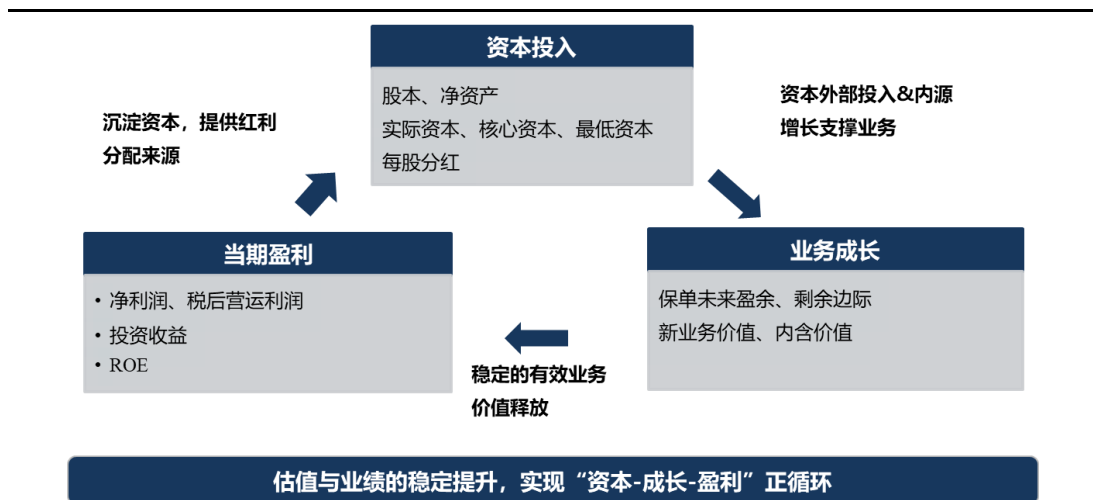 资本投入
股本、净资产
实际资本、核心资本、最低资本
每股分红
沉淀资本，提供红利
分配来源
资本外部投入&内源
增长支撑业务
当期盈利
• 净利润、税后营运利润
• 投资收益
• ROE
业务成长
保单未来盈余、剩余边际
新业务价值、内含价值
稳定的有效业务
价值释放
估值与业绩的稳定提升，实现“资本-成长-盈利”正循环